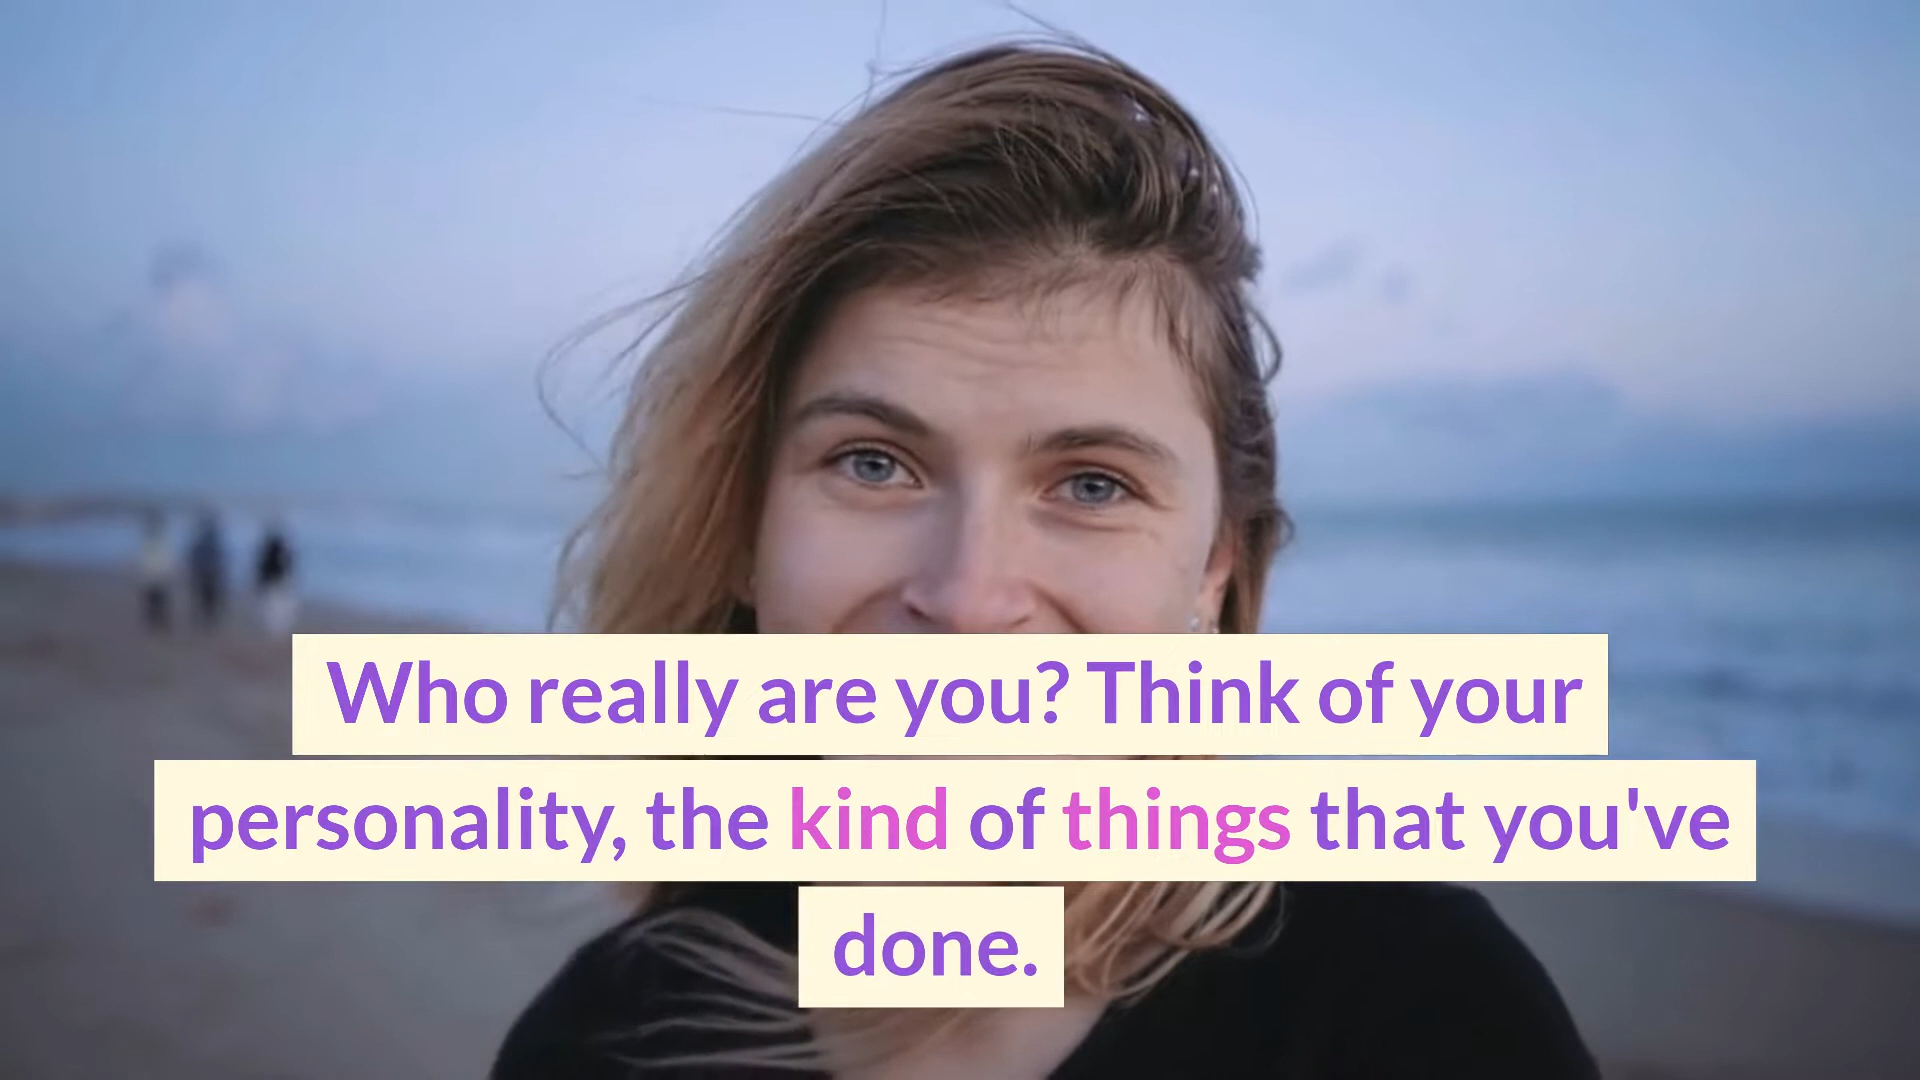 Who really are you? Think of your
personality, the kind of things that you've
done.